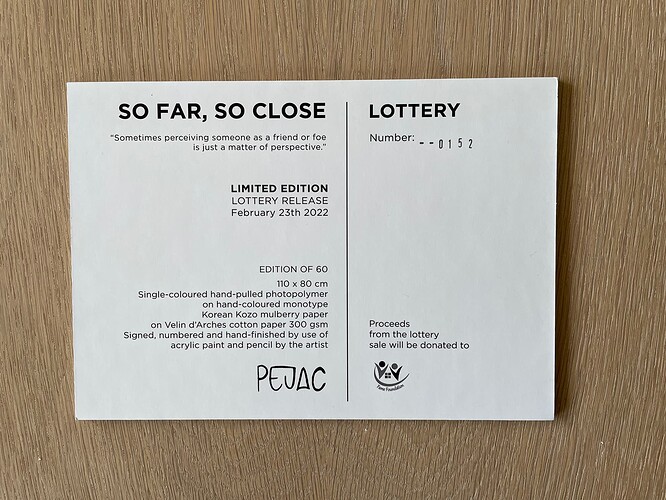 SO FAR, SO CLOSE
“Sometimes perceiving someone as a friend or foe
is just a matter of perspective.”
LIMITED EDITION
LOTTERY RELEASE
February 23th 2022
EDITION OF 60
110 x 80 cm
Single-coloured hand-pulled photopolymer
on hand-coloured monotype
Korean Kozo mulberry paper
on Velin d’Arches cotton paper 300 gsm
Signed, numbered and hand-finished by use of
acrylic paint and pencil by the artist
PEJAC
LOTTERY
Number: --0152
Proceeds
from the lottery
sale will be donated to
Foundation